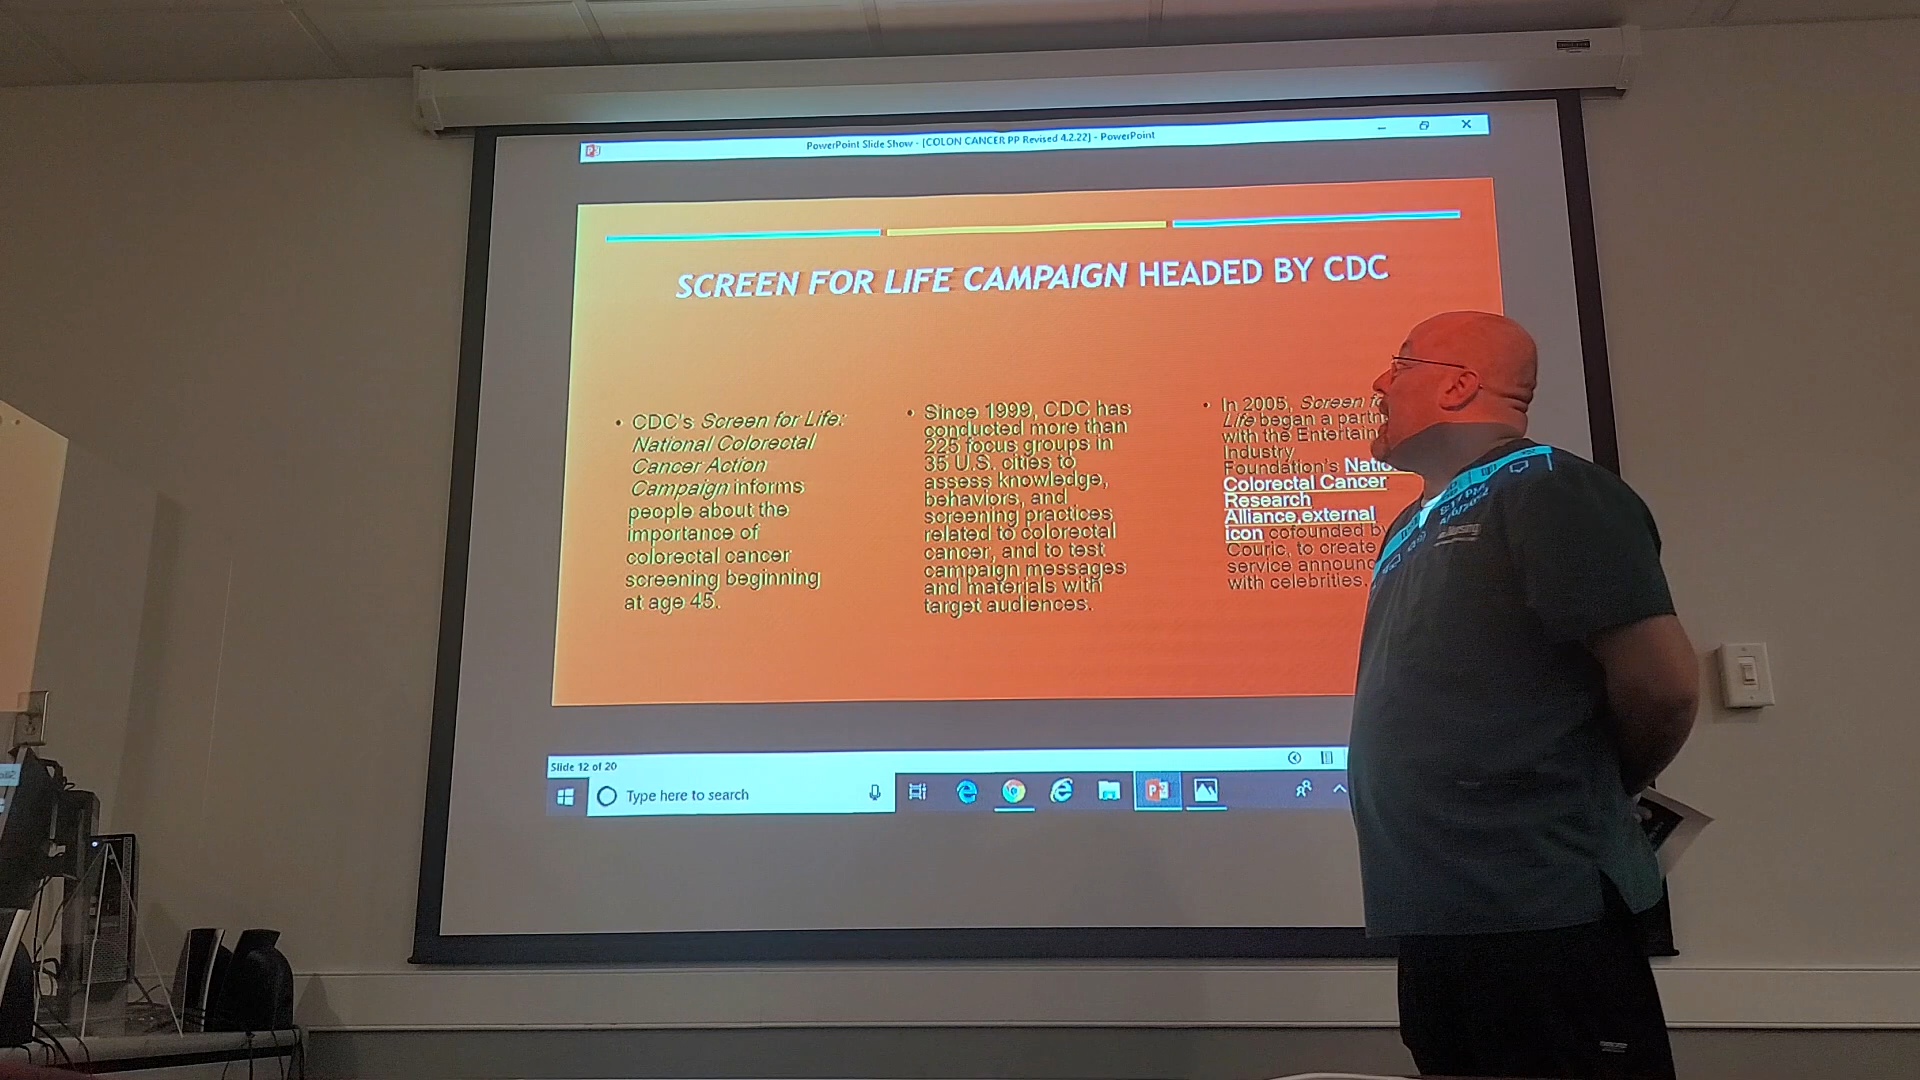 PowerPoint Slide Show - [COLON CANCER PP Revised 4.2.22] - PowerPoint
SCREEN FOR LIFE CAMPAIGN HEADED BY CDC
• CDC's Screen for Life:
National Colorectal
Cancer Action
Campaign informs
people about the
importance of
colorectal cancer
screening beginning
at age 45.
• Since 1999, CDC has
conducted more than
225 focus groups in
35 U.S. cities to
assess knowledge,
behaviors, and
screening practices
related to colorectal
cancer, and to test
campaign messages
and materials with
target audiences.
• In 2005, Screen
Life began a
with the
Industry
Foundation's
Colorectal Cancer
Research
Alliance,external
icon cofounded by
Couric, to create
service
with celebrities.
Slide 12 of 20
Type here to search
Nursing